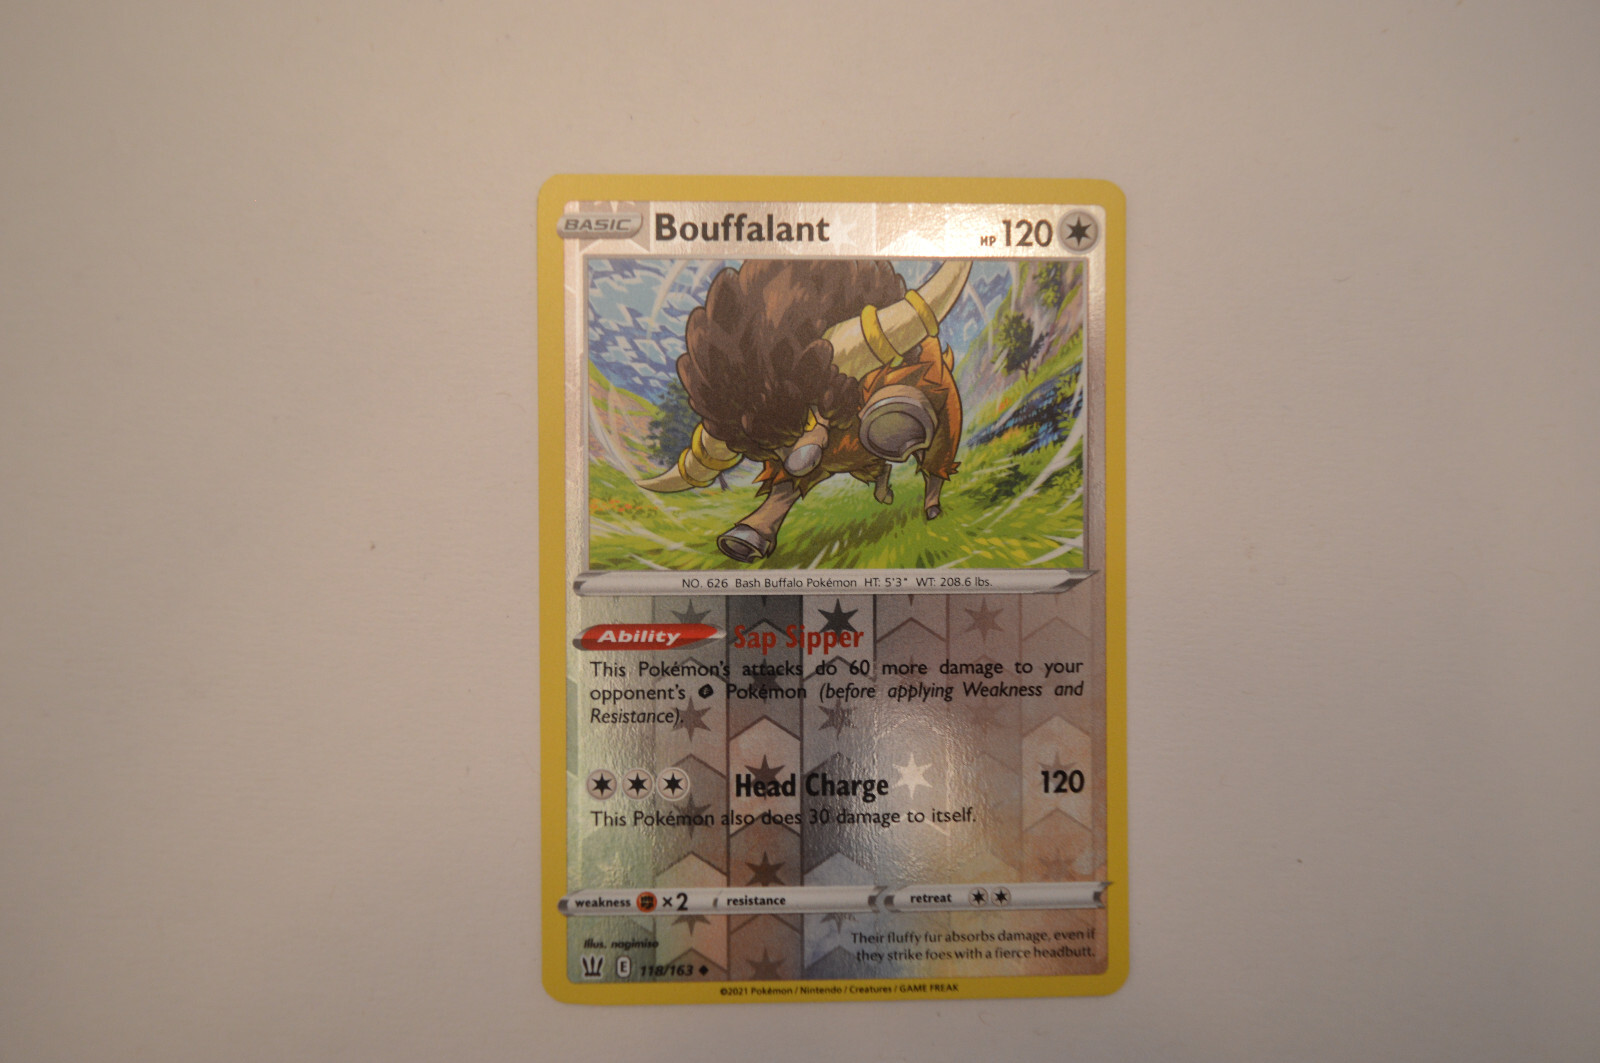 BASIC Bouffalant HP 120
NO. 626 Bash Buffalo Pokémon HT: 5'3" WT: 208.6 lbs.
Ability Sap Sipper
This Pokémon's attacks do 60 more damage to your
opponent's Pokémon (before applying Weakness and
Resistance).
Head Charge 120
This Pokémon also does 30 damage to itself.
weakness ×2 resistance retreat
Illus. nagimiso
Their fluffy fur absorbs damage, even if
they strike foes with a fierce headbutt.
E 118/163
©2021 Pokémon / Nintendo / Creatures / GAME FREAK